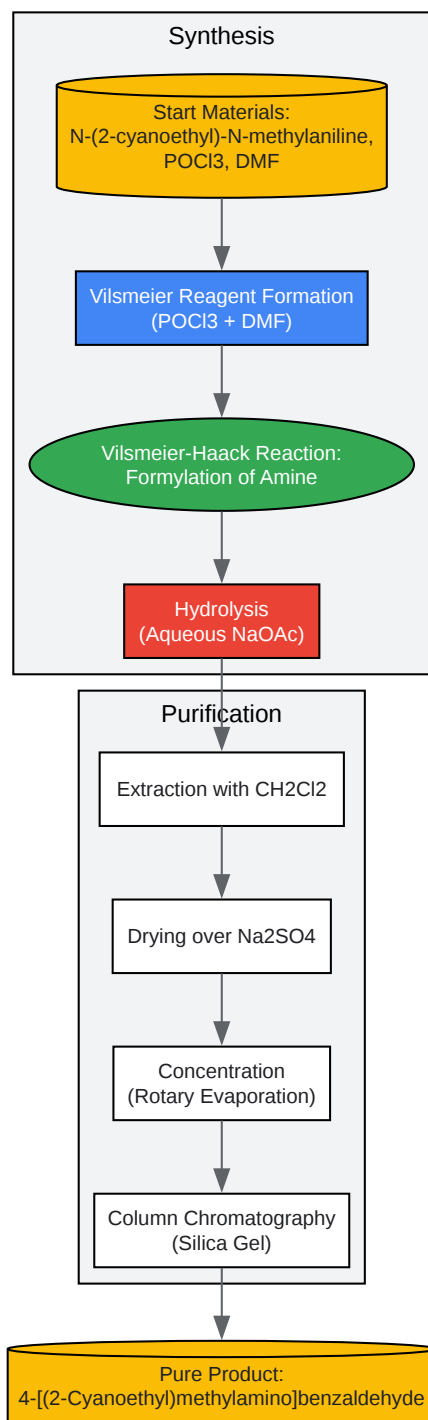 Synthesis
Start Materials:
N-(2-cyanoethyl)-N-methylaniline,
POCl3, DMF
Vilsmeier Reagent Formation
(POCl3 + DMF)
Vilsmeier-Haack Reaction:
Formylation of Amine
Hydrolysis
(Aqueous NaOAc)
Purification
Extraction with CH2Cl2
Drying over Na2SO4
Concentration
(Rotary Evaporation)
Column Chromatography
(Silica Gel)
Pure Product:
4-[(2-Cyanoethyl)methylamino]benzaldehyde